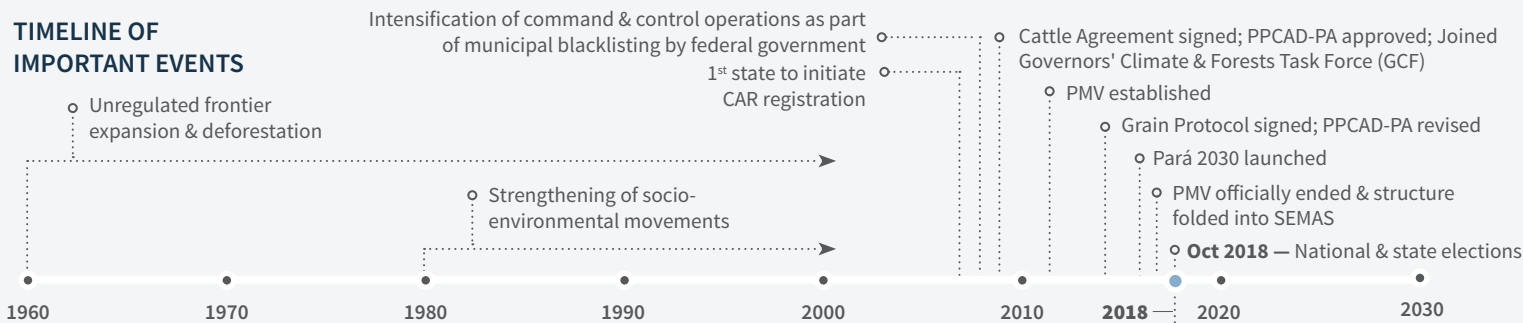 TIMELINE OF
IMPORTANT EVENTS
Unregulated frontier
expansion & deforestation
Strengthening of socio-
environmental movements
Intensification of command & control operations as part
of municipal blacklisting by federal government
1st state to initiate
CAR registration
Cattle Agreement signed; PPCAD-PA approved; Joined
Governors' Climate & Forests Task Force (GCF)
PMV established
Grain Protocol signed; PPCAD-PA revised
Pará 2030 launched
PMV officially ended & structure
folded into SEMAS
Oct 2018 — National & state elections
1960 1970 1980 1990 2000 2010 2018 2020 2030